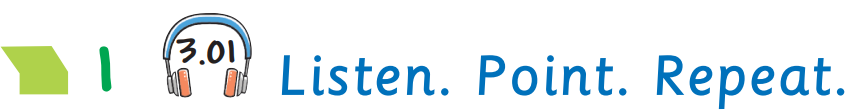 1 3.01 Listen. Point. Repeat.